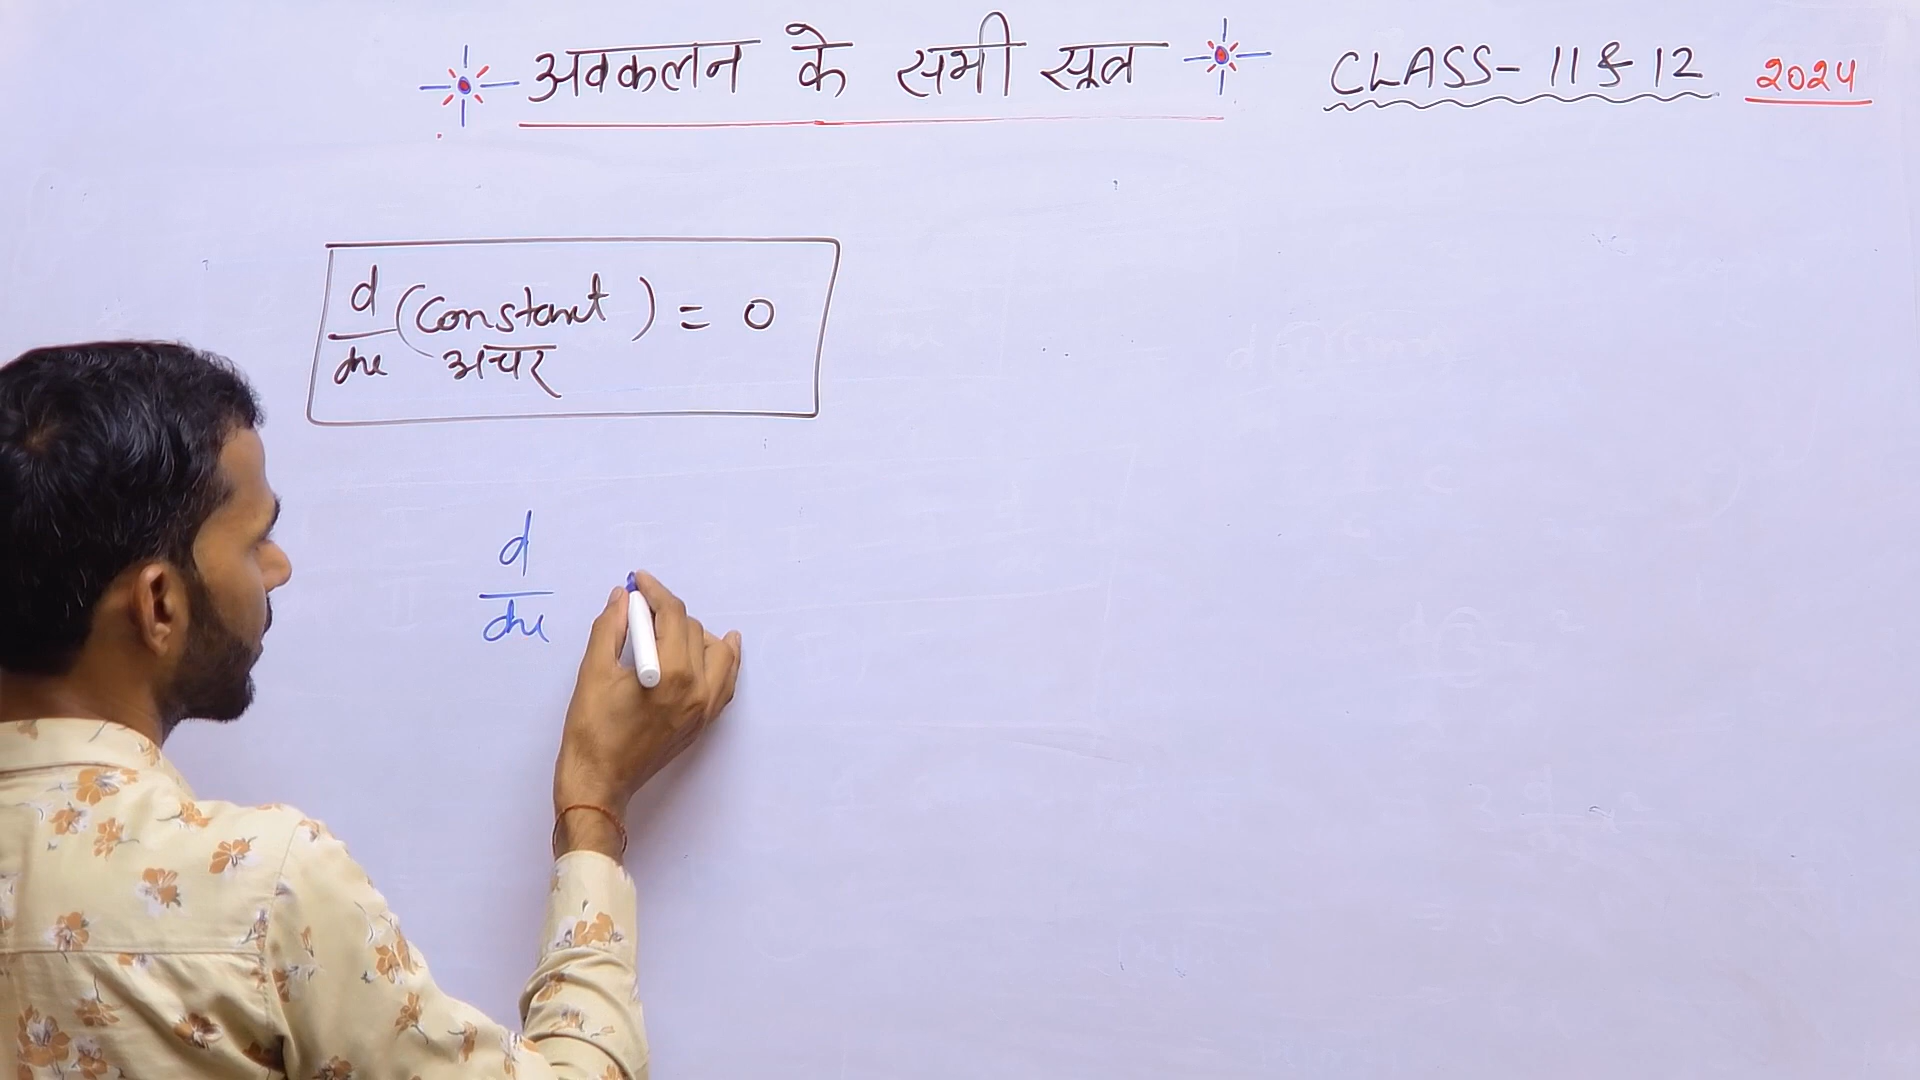 अवकलन के सभी सूत्र CLASS- 11 & 12 2024
d/dx (Constant) = 0
अचर
d/dx